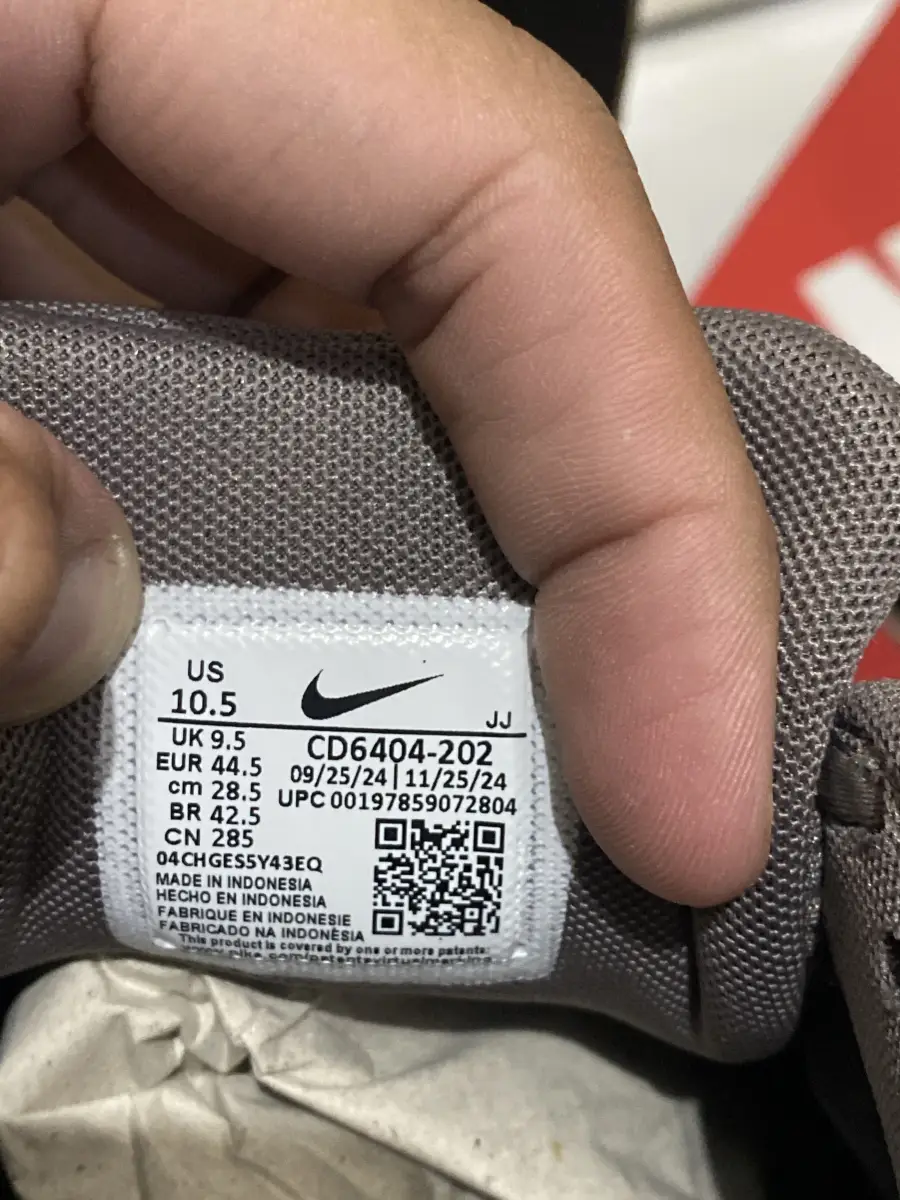 US
10.5
JJ
UK 9.5
EUR 44.5
cm 28.5
BR 42.5
CN 285
CD6404-202
09/25/24 | 11/25/24
UPC 00197859072804
04CHGES5Y43EQ
MADE IN INDONESIA
HECHO EN INDONESIA
FABRIQUE EN INDONESIE
FABRICADO NA INDONÈSIA
This product is covered by one or more patents: